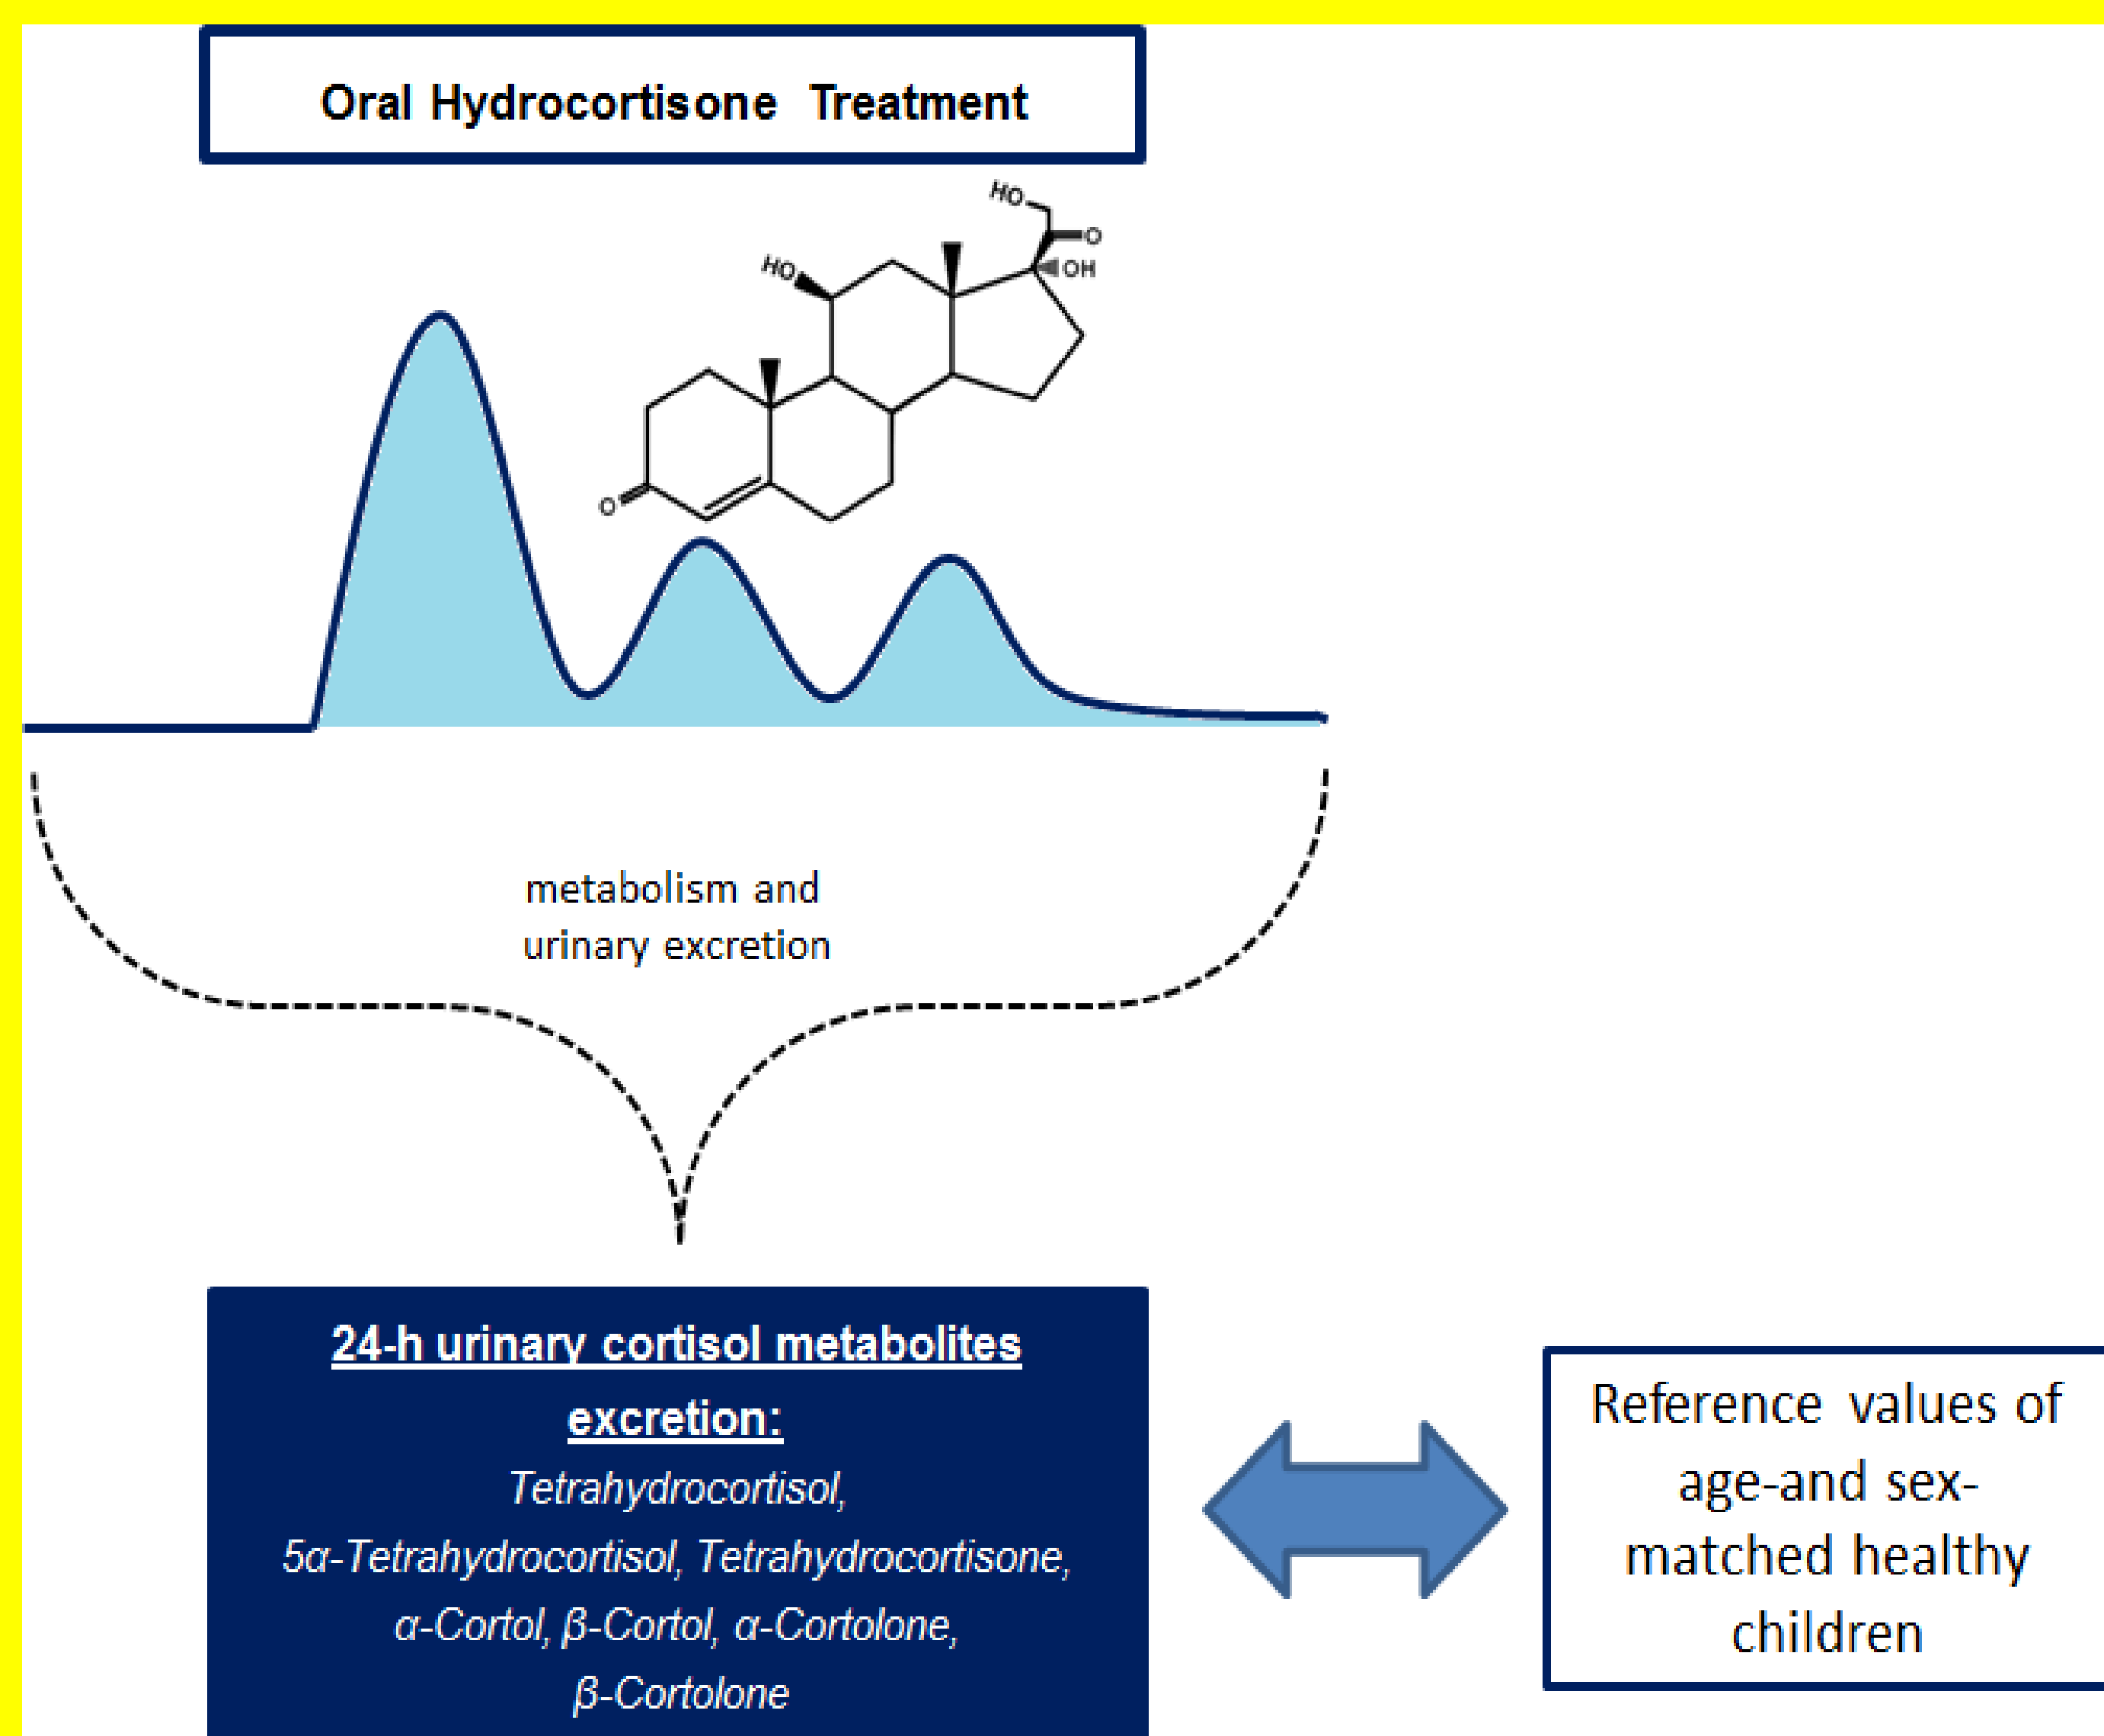 Oral Hydrocortisone Treatment
HO
O
HO
OH
O
metabolism and
urinary excretion
24-h urinary cortisol metabolites
excretion:
Tetrahydrocortisol,
5α-Tetrahydrocortisol, Tetrahydrocortisone,
α-Cortol, β-Cortol, α-Cortolone,
β-Cortolone
Reference values of
age-and sex-
matched healthy
children